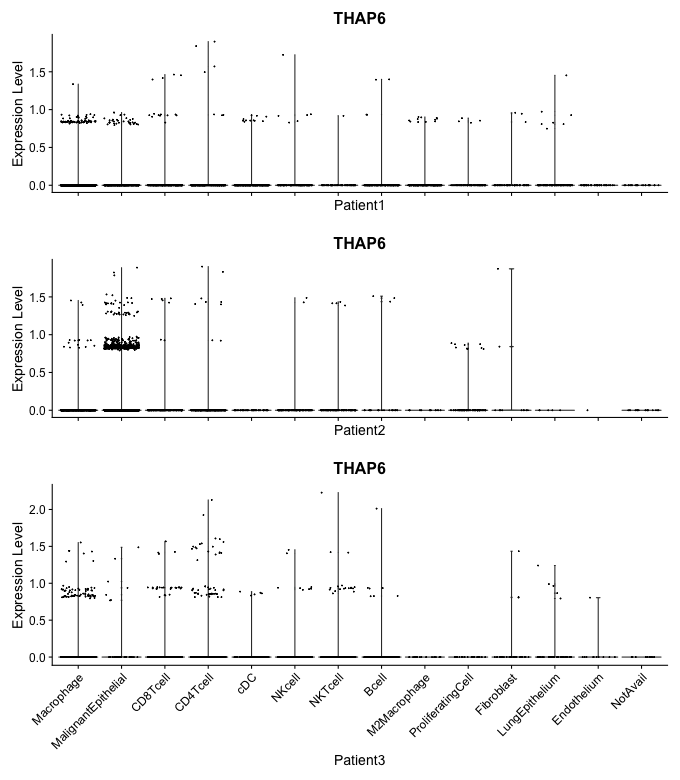 THAP6
Expression Level
1.5
1.0
0.5
0.0
Patient1
THAP6
Expression Level
1.5
1.0
0.5
0.0
Patient2
THAP6
Expression Level
2.0
1.5
1.0
0.5
0.0
Macrophage
MalignantEpithelial
CD8Tcell
CD4Tcell
cDC
NKcell
NKTcell
Bcell
M2Macrophage
ProliferatingCell
Fibroblast
LungEpithelium
Endothelium
NotAvail
Patient3